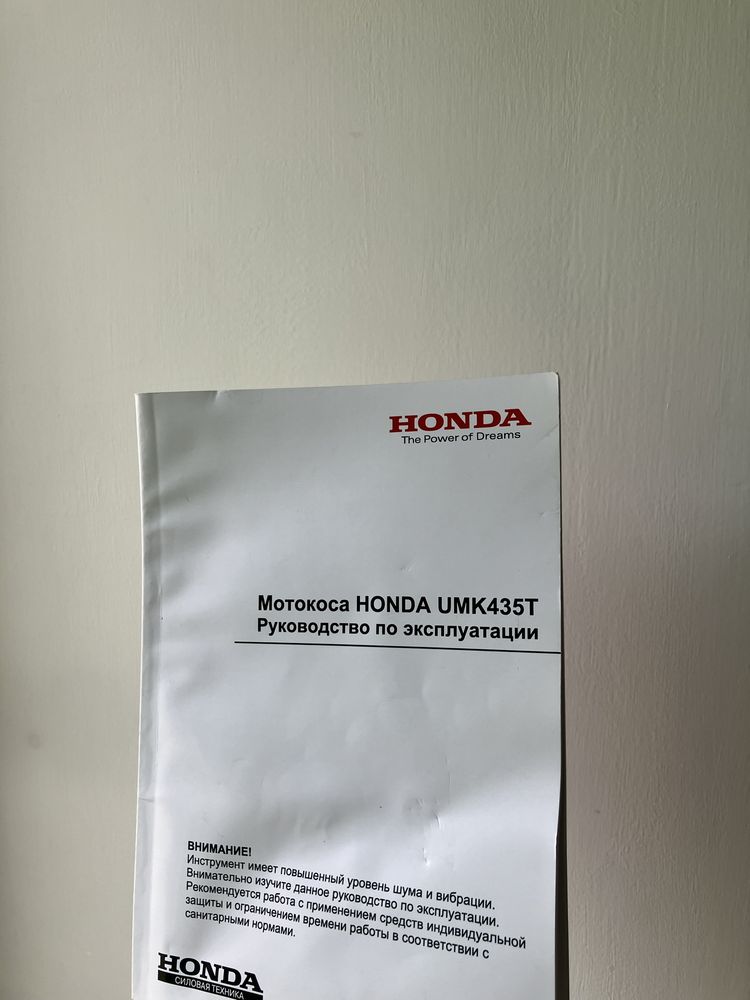 HONDA
The Power of Dreams
Мотокоса HONDA UMK435T
Руководство по эксплуатации
ВНИМАНИЕ!
Инструмент имеет повышенный уровень шума и вибрации.
Внимательно изучите данное руководство по эксплуатации.
Рекомендуется работа с применением средств индивидуальной
защиты и ограничением времени работы в соответствии с
санитарными нормами.
HONDA
СИЛОВАЯ ТЕХНИКА